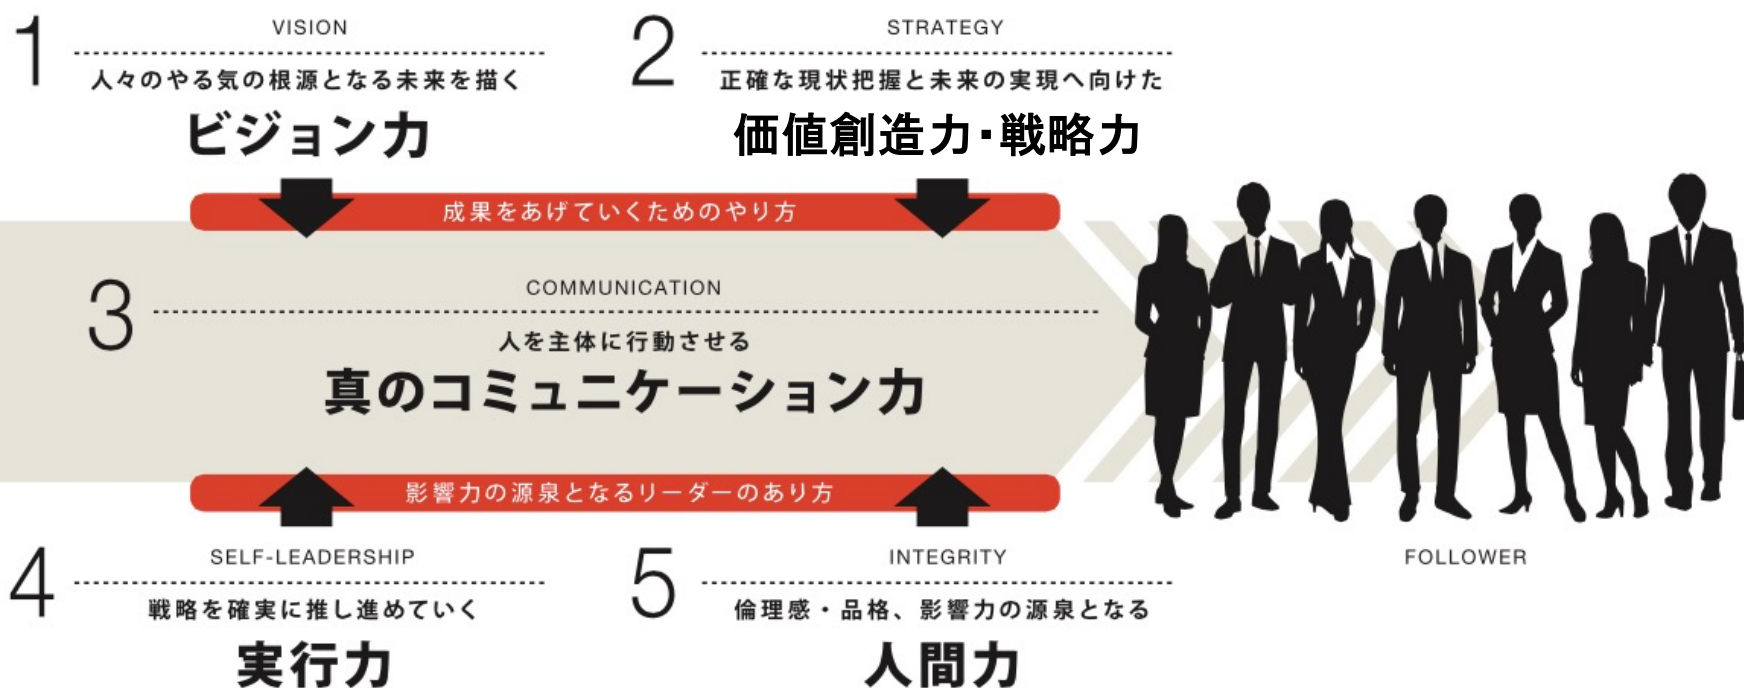 1
VISION
人々のやる気の根源となる未来を描く
ビジョン力
2
STRATEGY
正確な現状把握と未来の実現へ向けた
価値創造力・戦略力
成果をあげていくためのやり方
3
COMMUNICATION
人を主体に行動させる
真のコミュニケーション力
影響力の源泉となるリーダーのあり方
4
SELF-LEADERSHIP
戦略を確実に推し進めていく
実行力
5
INTEGRITY
倫理感・品格、影響力の源泉となる
人間力
FOLLOWER